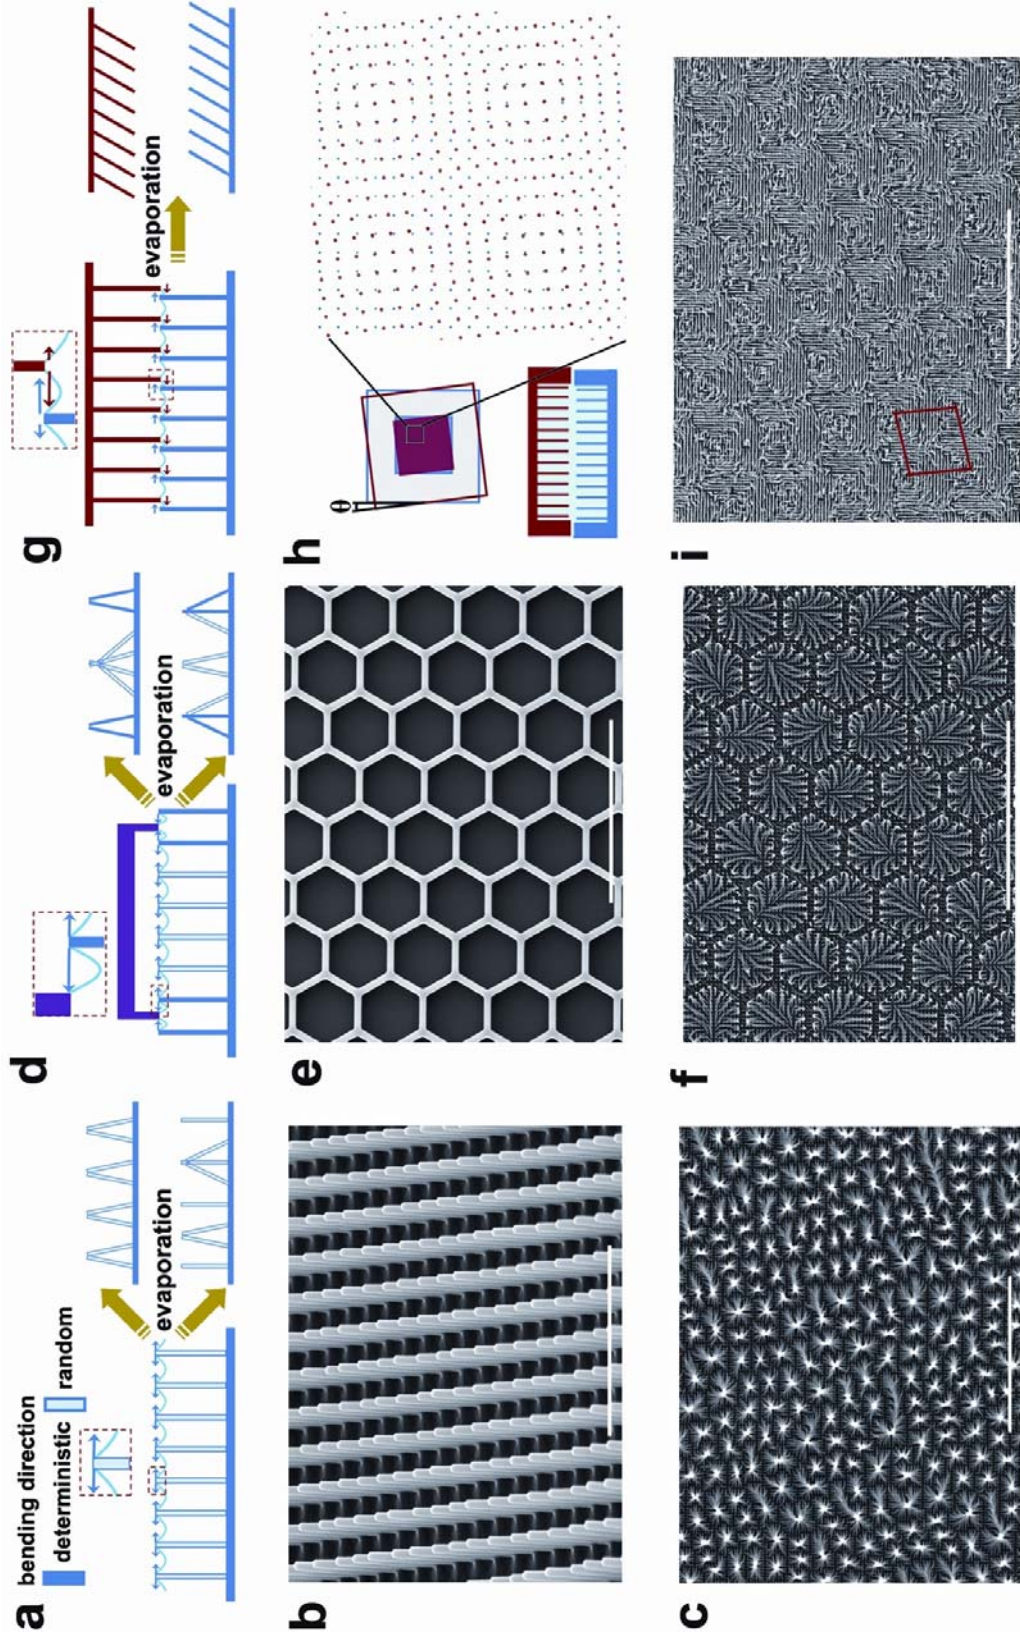 a
bending direction
deterministic
random
evaporation
b
c
d
evaporation
e
f
g
evaporation
h
θ
i